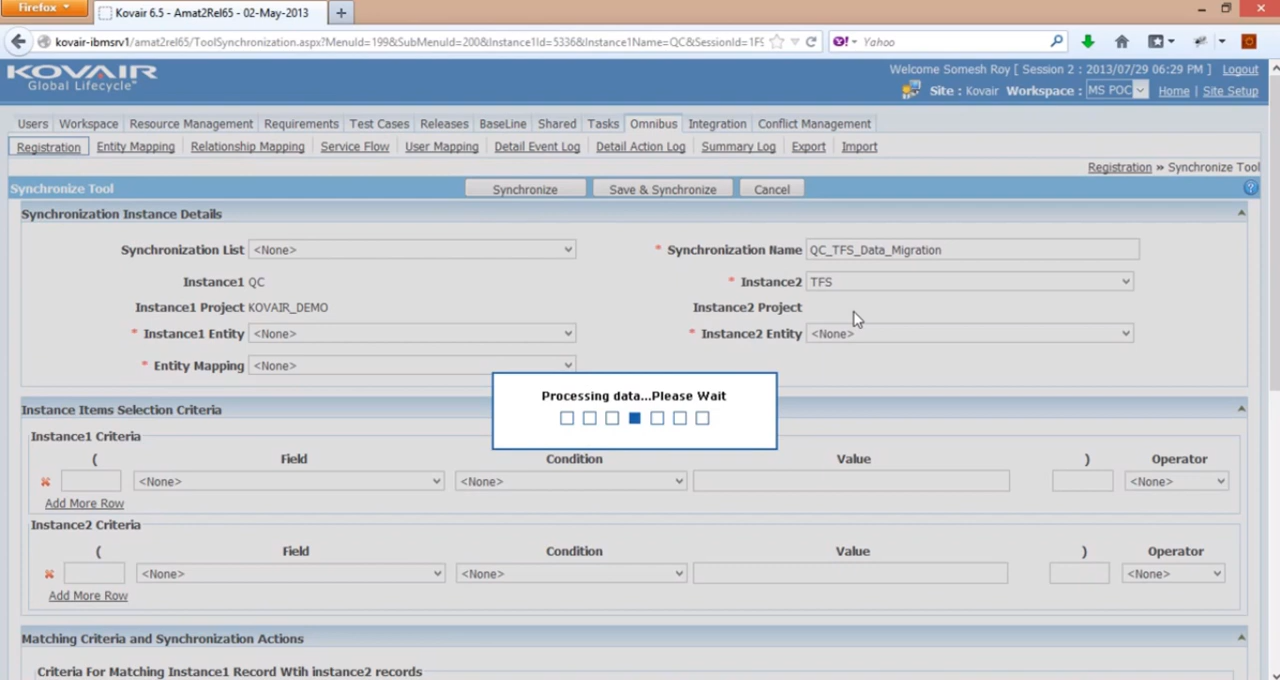 Firefox
Kovair 6.5 - Amat2Rel65 - 02-May-2013
kovair-ibmsrv1/amat2rel65/ToolSynchronization.aspx?MenuId=199&SubMenuId=200&Instance1Id=5336&Instance1Name=QC&SessionId=1F9
Yahoo
KOVAIR
Global Lifecycle™
Welcome Somesh Roy [ Session 2 : 2013/07/29 06:29 PM ] Logout
Site : Kovair Workspace : MS POC Home | Site Setup
Users Workspace Resource Management Requirements Test Cases Releases BaseLine Shared Tasks Omnibus Integration Conflict Management
Registration Entity Mapping Relationship Mapping Service Flow User Mapping Detail Event Log Detail Action Log Summary Log Export Import
Registration » Synchronize Tool
Synchronize Tool Synchronize Save & Synchronize Cancel
Synchronization Instance Details
Synchronization List <None> * Synchronization Name QC_TFS_Data_Migration
Instance1 QC * Instance2 TFS
Instance1 Project KOVAIR_DEMO Instance2 Project
* Instance1 Entity <None> * Instance2 Entity <None>
* Entity Mapping <None>
Processing data...Please Wait
Instance Items Selection Criteria
Instance1 Criteria
( Field Condition Value ) Operator
<None> <None> <None>
Add More Row
Instance2 Criteria
( Field Condition Value ) Operator
<None> <None> <None>
Add More Row
Matching Criteria and Synchronization Actions
Criteria For Matching Instance1 Record Wtih instance2 records